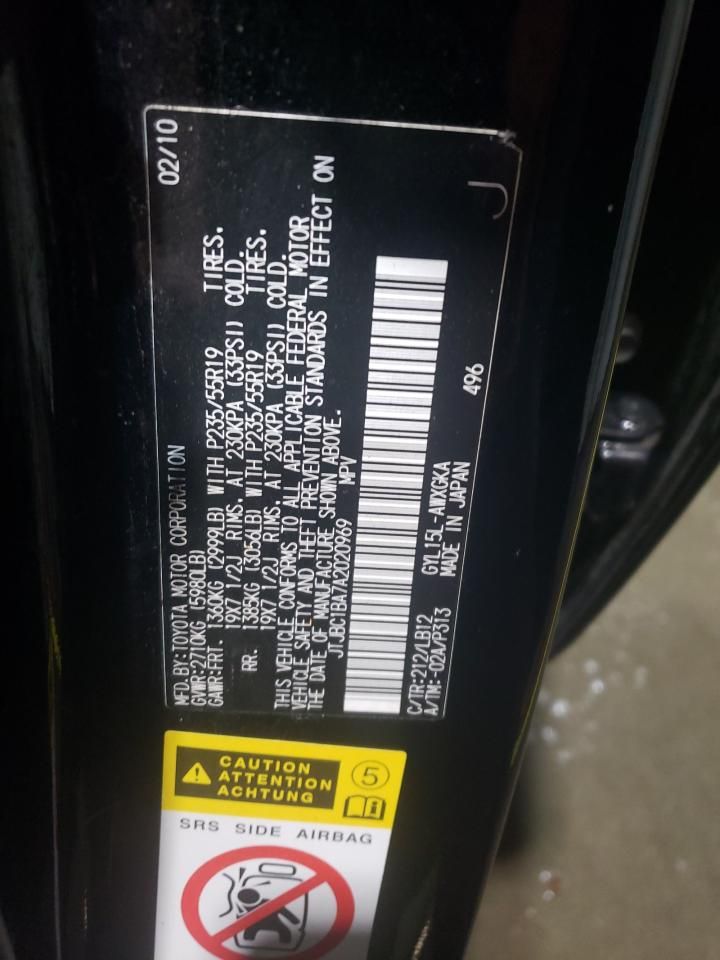 MFD.BY:TOYOTA MOTOR CORPORATION 02/10
GVWR:2710KG (5980LB)
GAWR:FRT. 1360KG (2999LB) WITH P235/55R19 TIRES.
19X7 1/2J RIMS. AT 230KPA (33PSI) COLD.
RR. 1385KG (3056LB) WITH P235/55R19 TIRES.
19X7 1/2J RIMS. AT 230KPA (33PSI) COLD.
THIS VEHICLE CONFORMS TO ALL APPLICABLE FEDERAL MOTOR
VEHICLE SAFETY AND THEFT PREVENTION STANDARDS IN EFFECT ON
THE DATE OF MANUFACTURE SHOWN ABOVE.
JTJBC1BA7A2020969 MPV
C/TR:212/LB12 GYL15L-AWXGKA
A/TM:-02A/P313 MADE IN JAPAN 496
J
CAUTION
ATTENTION
ACHTUNG
5
SRS SIDE AIRBAG